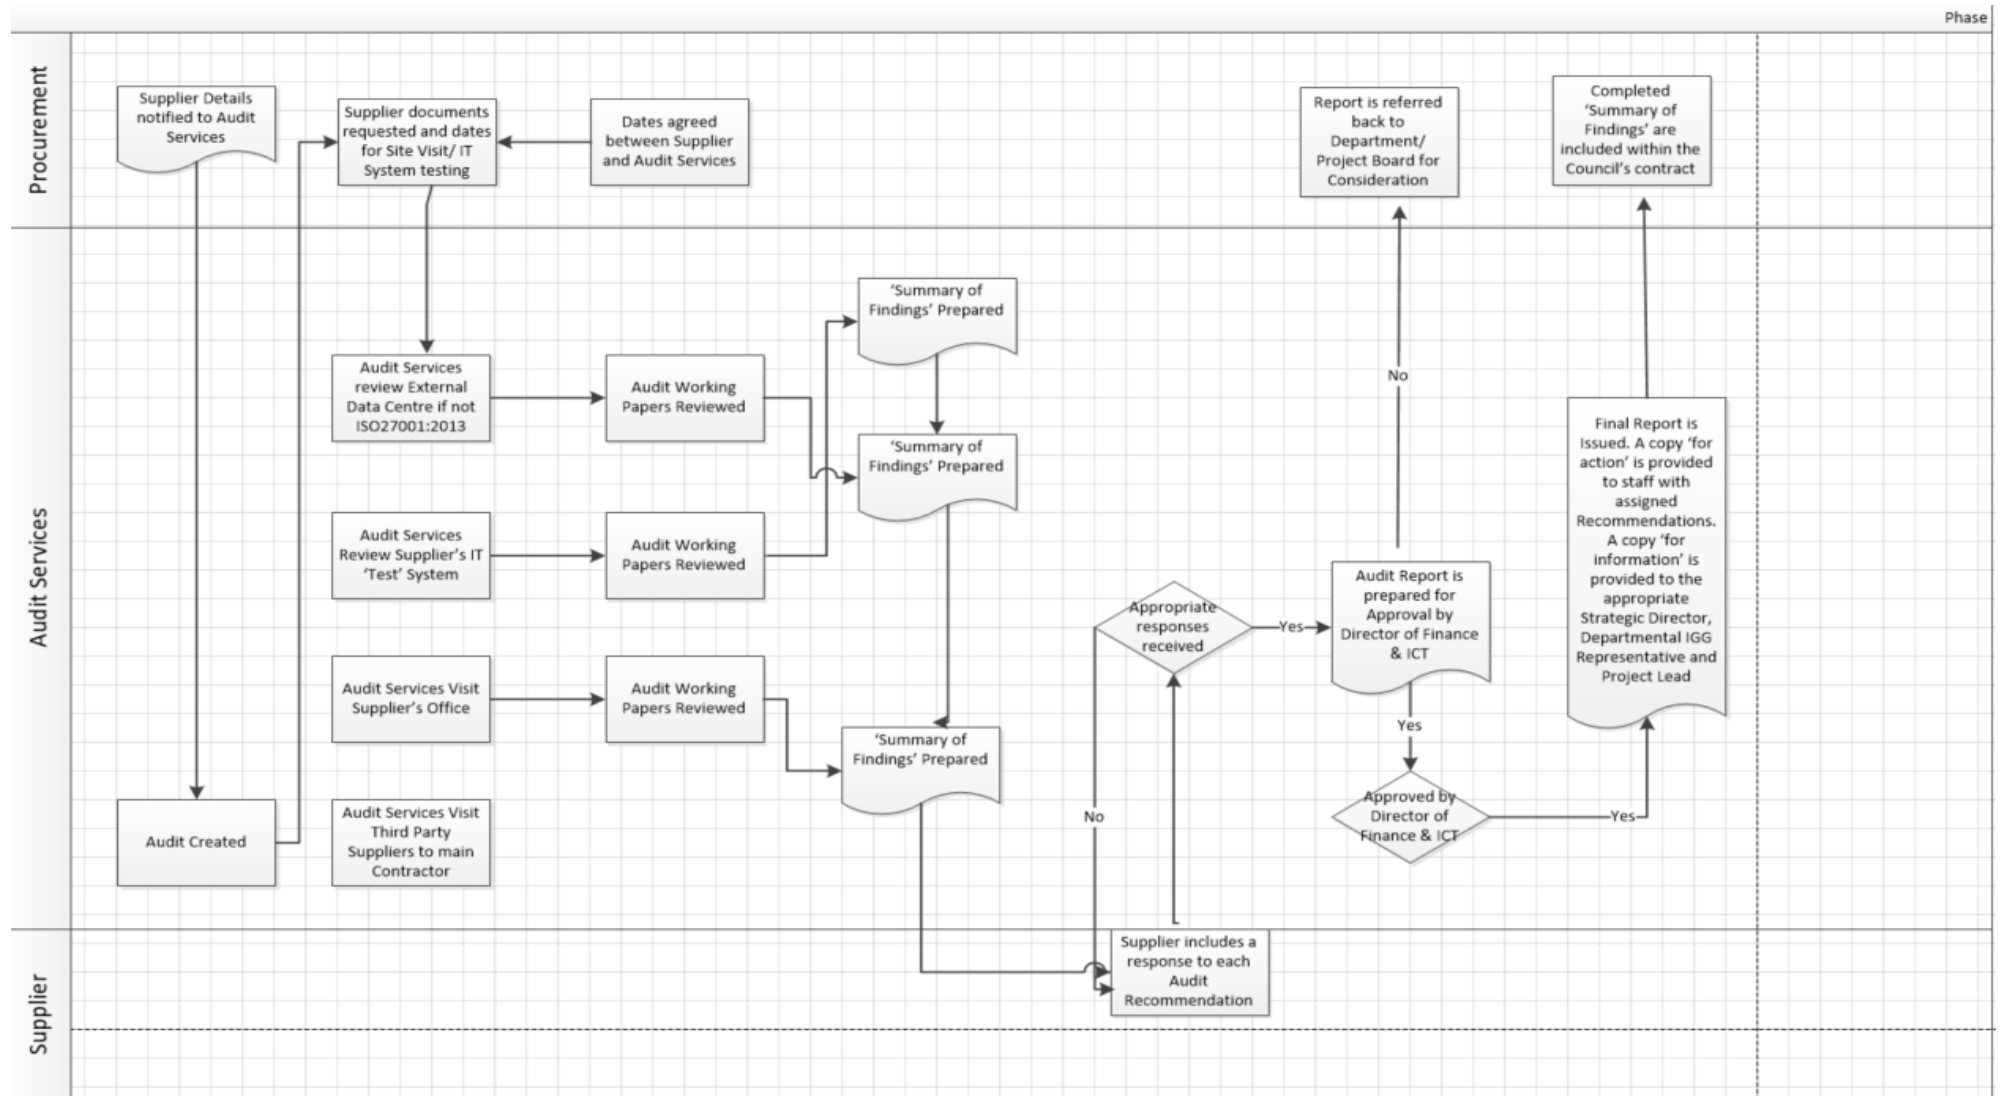 Phase
Procurement
Supplier Details
notified to Audit
Services
Supplier documents
requested and dates
for Site Visit/ IT
System testing
Dates agreed
between Supplier
and Audit Services
Report is referred
back to
Department/
Project Board for
Consideration
Completed
‘Summary of
Findings’ are
included within the
Council’s contract
Audit Services
‘Summary of
Findings’ Prepared
Audit Services
review External
Data Centre if not
ISO27001:2013
Audit Working
Papers Reviewed
‘Summary of
Findings’ Prepared
No
Final Report is
Issued. A copy ‘for
action’ is provided
to staff with
assigned
Recommendations.
A copy ‘for
information’ is
provided to the
appropriate
Strategic Director,
Departmental IGG
Representative and
Project Lead
Audit Services
Review Supplier’s IT
‘Test’ System
Audit Working
Papers Reviewed
Appropriate
responses
received
Yes
Audit Report is
prepared for
Approval by
Director of Finance
& ICT
Audit Services Visit
Supplier’s Office
Audit Working
Papers Reviewed
‘Summary of
Findings’ Prepared
Yes
Audit Created
Audit Services Visit
Third Party
Suppliers to main
Contractor
No
Approved by
Director of
Finance & ICT
Yes
Supplier
Supplier includes a
response to each
Audit
Recommendation